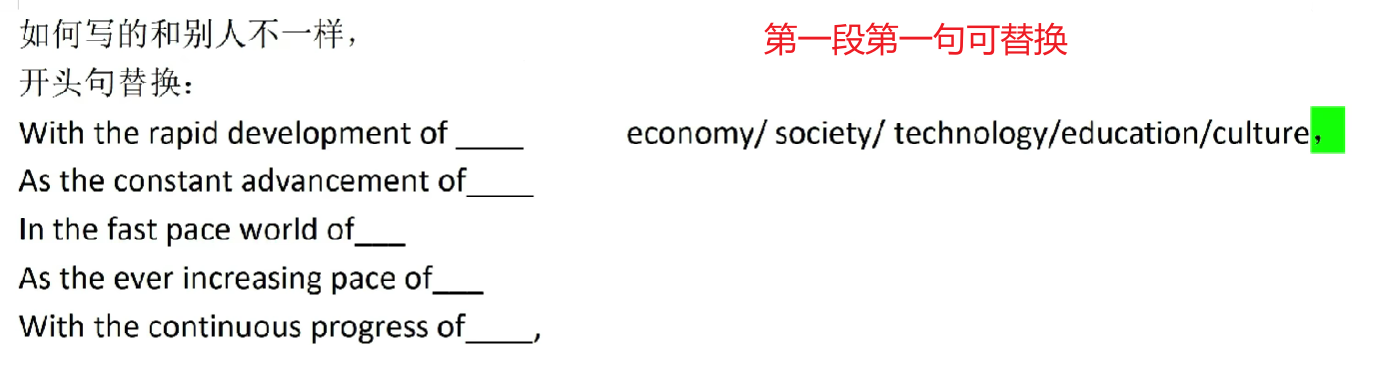 如何写的和别人不一样，
第一段第一句可替换
开头句替换：
With the rapid development of ____ economy/ society/ technology/education/culture，
As the constant advancement of____
In the fast pace world of___
As the ever increasing pace of___
With the continuous progress of____,